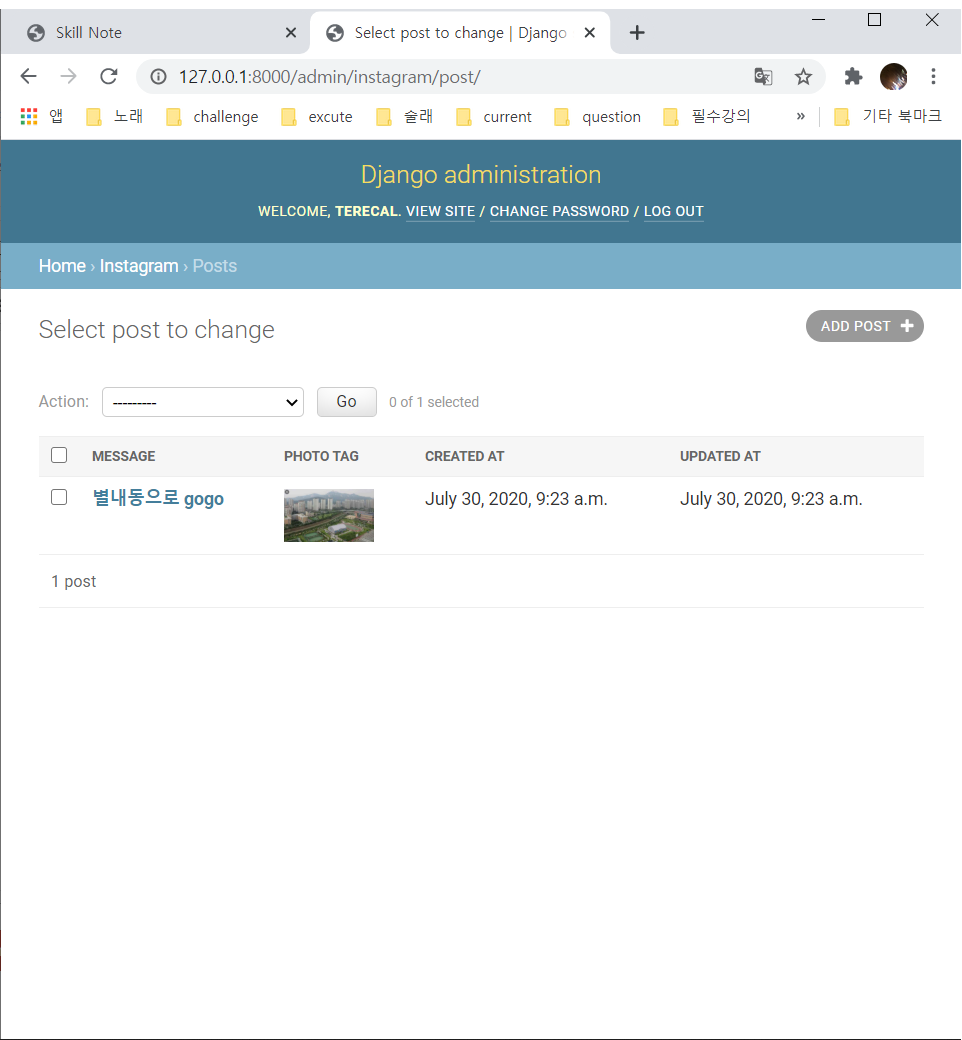 Skill Note
Select post to change | Django
127.0.0.1:8000/admin/instagram/post/
앱 노래 challenge excute 술래 current question 필수강의 » 기타 북마크
Django administration
WELCOME, TERECAL. VIEW SITE / CHANGE PASSWORD / LOG OUT
Home › Instagram › Posts
Select post to change
ADD POST +
Action: --------- Go 0 of 1 selected
MESSAGE PHOTO TAG CREATED AT UPDATED AT
별내동으로 gogo July 30, 2020, 9:23 a.m. July 30, 2020, 9:23 a.m.
1 post